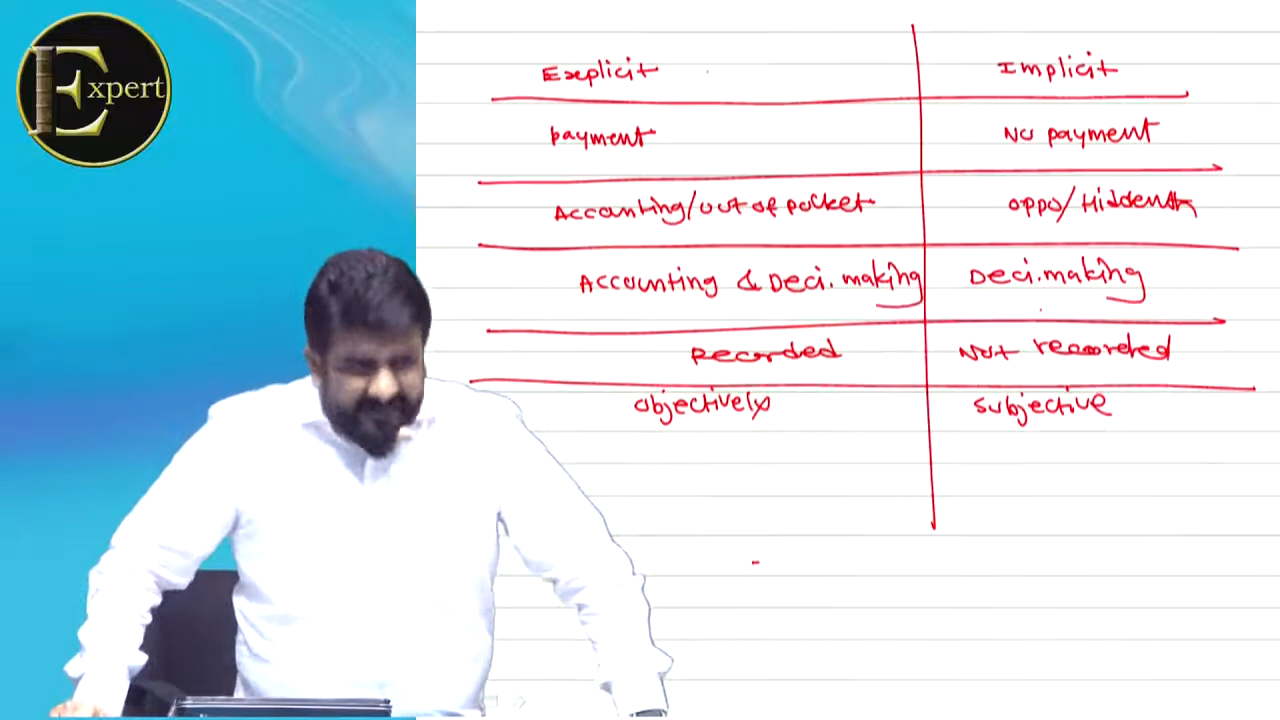 Expert
Explicit Implicit
payment No payment
Accounting/out of pocket oppo/Hidden
Accounting & Deci.making Deci.making
Recorded Not recorded
objectively subjective